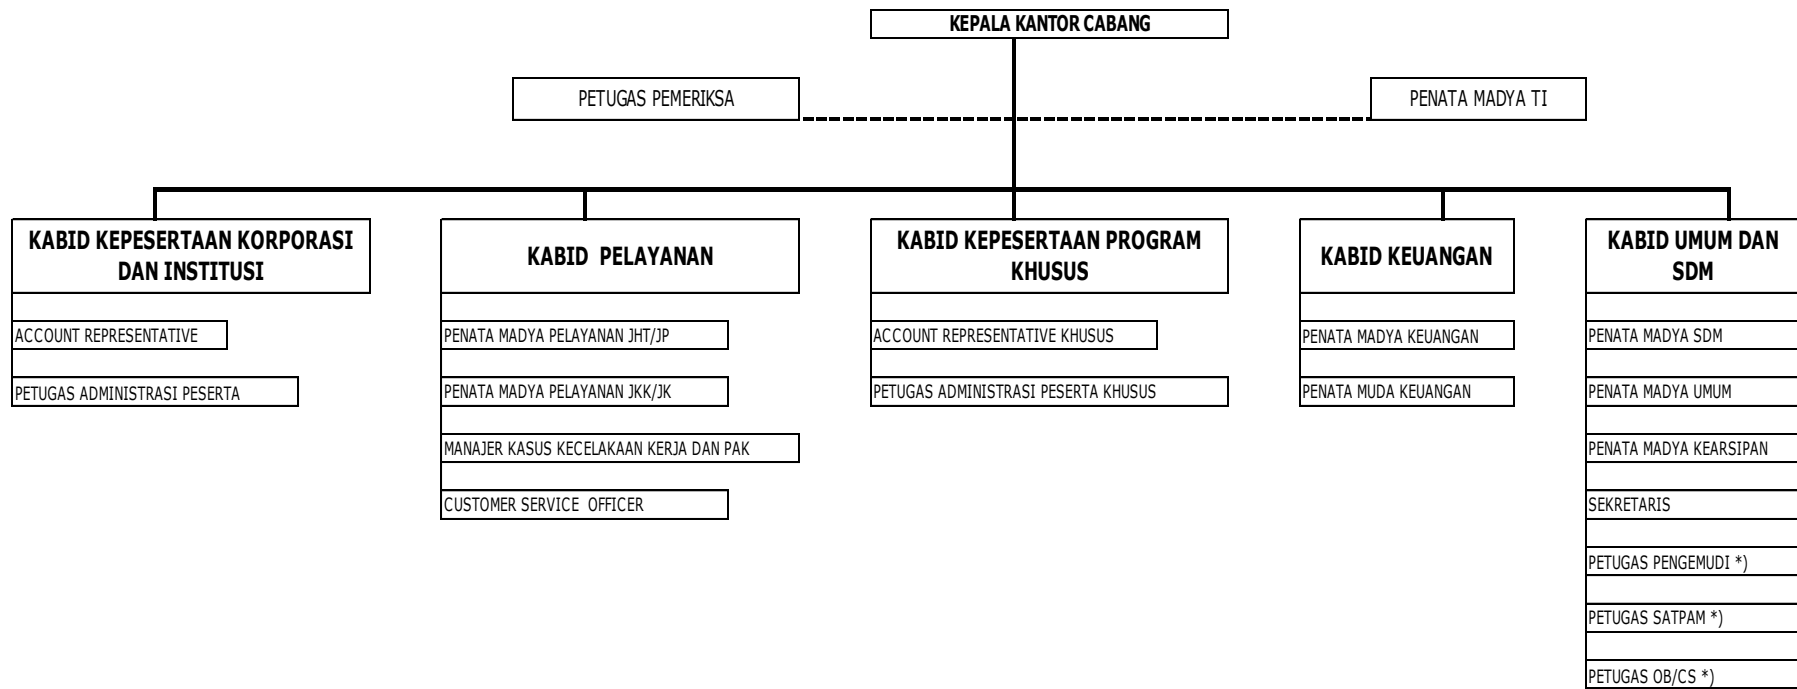 KEPALA KANTOR CABANG
PETUGAS PEMERIKSA
PENATA MADYA TI
KABID KEPESERTAAN KORPORASI
DAN INSTITUSI
ACCOUNT REPRESENTATIVE
PETUGAS ADMINISTRASI PESERTA
KABID PELAYANAN
PENATA MADYA PELAYANAN JHT/JP
PENATA MADYA PELAYANAN JKK/JK
MANAJER KASUS KECELAKAAN KERJA DAN PAK
CUSTOMER SERVICE OFFICER
KABID KEPESERTAAN PROGRAM
KHUSUS
ACCOUNT REPRESENTATIVE KHUSUS
PETUGAS ADMINISTRASI PESERTA KHUSUS
KABID KEUANGAN
PENATA MADYA KEUANGAN
PENATA MUDA KEUANGAN
KABID UMUM DAN
SDM
PENATA MADYA SDM
PENATA MADYA UMUM
PENATA MADYA KEARSIPAN
SEKRETARIS
PETUGAS PENGEMUDI *)
PETUGAS SATPAM *)
PETUGAS OB/CS *)